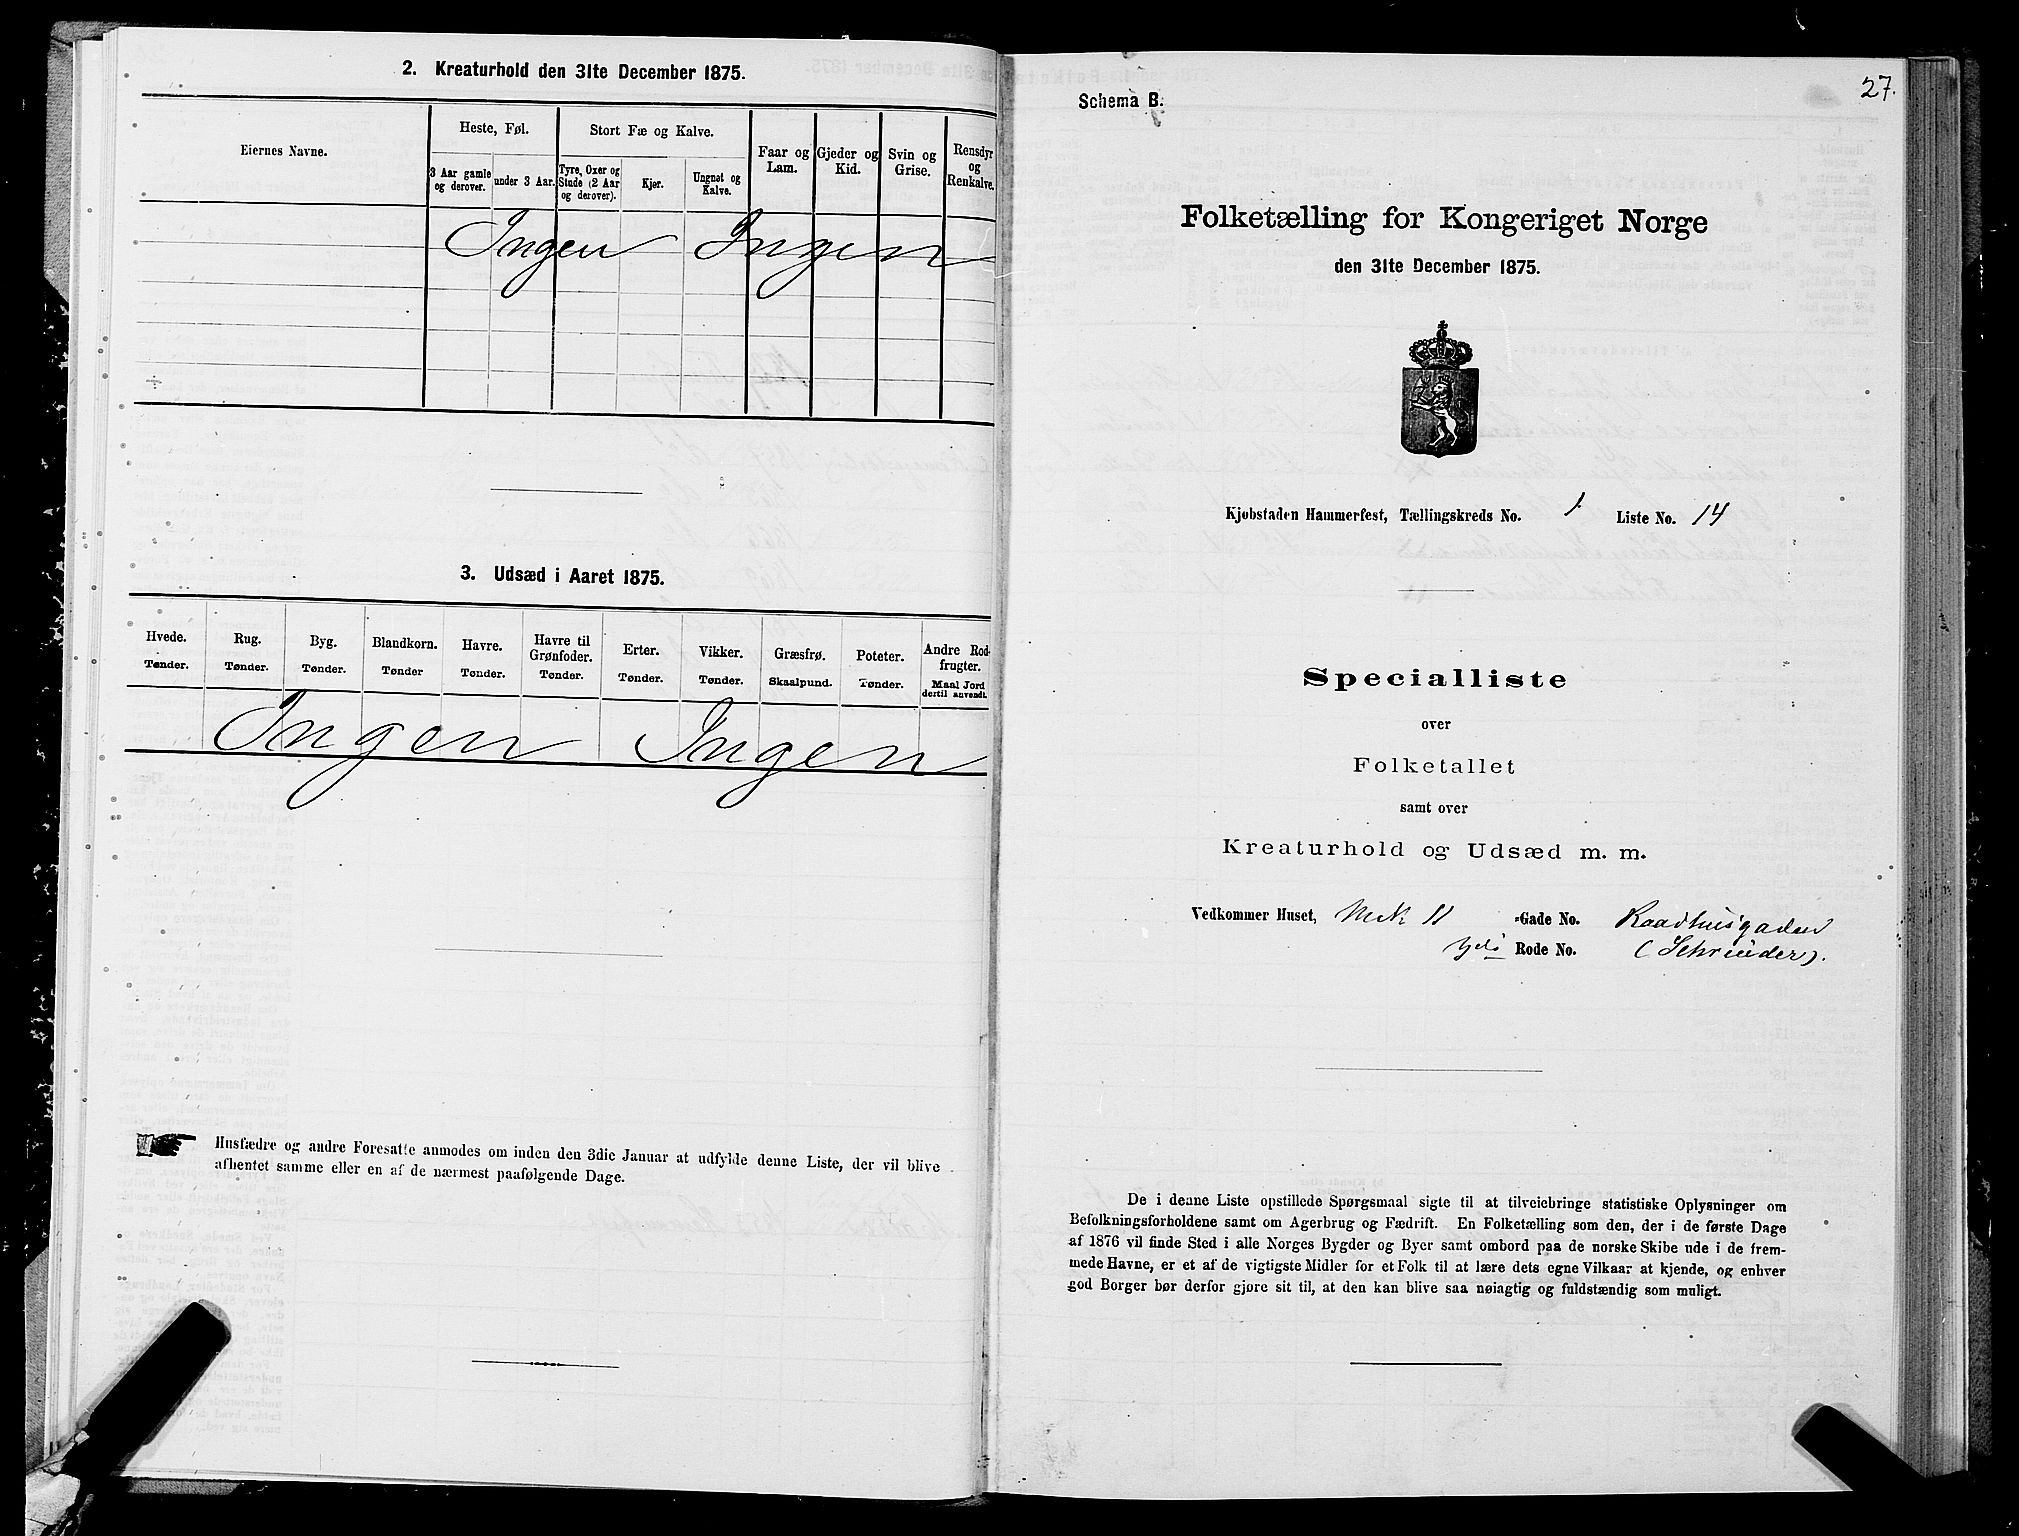 2. Kreaturhold den 31te December 1875.
Eiernes Navne.
Heste, Føl.
Stort Fæ og Kalve.
Faar og
Lam.
Gjeder og
Kid.
Svin og
Grise.
Rensdyr
og
Renkalve.
3 Aar gamle
og derover.
under 3 Aar.
Tyre, Oxer og
Stude (2 Aar
og derover).
Kjør.
Ungnøt og
Kalve.
Ingen Ingen
3. Udsæd i Aaret 1875.
Hvede.
Tønder.
Rug.
Tønder.
Byg.
Tønder.
Blandkorn.
Tønder
Havre.
Tønder.
Havre til
Grønfoder.
Tønder.
Erter.
Tønder.
Vikker.
Tønder.
Græsfrø.
Skaalpund.
Poteter.
Tønder.
Andre Rod-
frugter.
Maal Jord
dertil anvendt.
Ingen Ingen
Husfædre og andre Foresatte anmodes om inden den 3die Januar at udfylde denne Liste, der vil blive
afhentet samme eller en af de nærmest paafølgende Dage.
27.
Schema B.
Folketælling for Kongeriget Norge
den 31te December 1875.
Kjøbstaden Hammerfest, Tællingskreds No. 1. Liste No. 14
Specialliste
over
Folketallet
samt over
Kreaturhold og Udsæd m. m.
Vedkommer Huset, Mk 11 -Gade No. Raadhusgaden
Rode No. (Schrøder).
De i denne Liste opstillede Spørgsmaal sigte til at tilveiebringe statistiske Oplysninger om
Befolkningsforholdene samt om Agerbrug og Fædrift. En Folketælling som den, der i de første Dage
af 1876 vil finde Sted i alle Norges Bygder og Byer samt ombord paa de norske Skibe ude i de frem-
mede Havne, er et af de vigtigste Midler for et Folk til at lære dets egne Vilkaar at kjende, og enhver
god Borger bør derfor gjøre sit til, at den kan blive saa nøiagtig og fuldstændig som muligt.